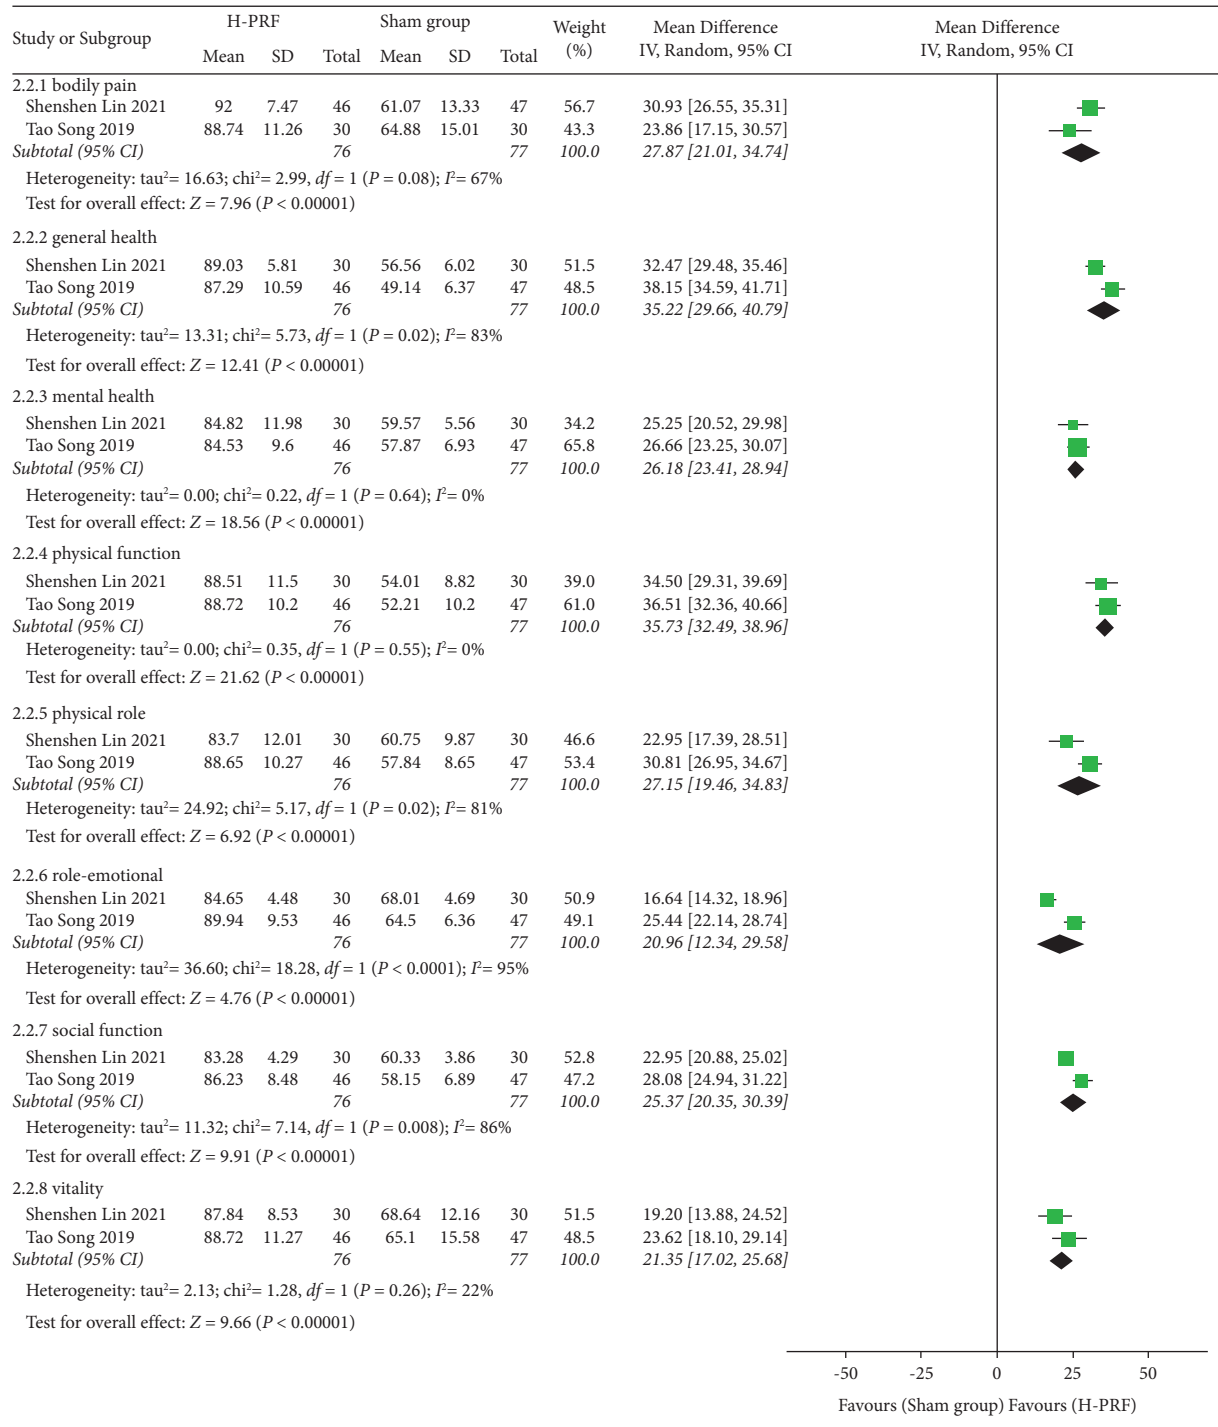 Study or Subgroup H-PRF Sham group Weight (%) Mean Difference IV, Random, 95% CI Mean Difference IV, Random, 95% CI
Mean SD Total Mean SD Total
2.2.1 bodily pain
Shenshen Lin 2021 92 7.47 46 61.07 13.33 47 56.7 30.93 [26.55, 35.31]
Tao Song 2019 88.74 11.26 30 64.88 15.01 30 43.3 23.86 [17.15, 30.57]
Subtotal (95% CI) 76 77 100.0 27.87 [21.01, 34.74]
Heterogeneity: tau²= 16.63; chi²= 2.99, df = 1 (P = 0.08); I²= 67%
Test for overall effect: Z = 7.96 (P < 0.00001)
2.2.2 general health
Shenshen Lin 2021 89.03 5.81 30 56.56 6.02 30 51.5 32.47 [29.48, 35.46]
Tao Song 2019 87.29 10.59 46 49.14 6.37 47 48.5 38.15 [34.59, 41.71]
Subtotal (95% CI) 76 77 100.0 35.22 [29.66, 40.79]
Heterogeneity: tau²= 13.31; chi²= 5.73, df = 1 (P = 0.02); I²= 83%
Test for overall effect: Z = 12.41 (P < 0.00001)
2.2.3 mental health
Shenshen Lin 2021 84.82 11.98 30 59.57 5.56 30 34.2 25.25 [20.52, 29.98]
Tao Song 2019 84.53 9.6 46 57.87 6.93 47 65.8 26.66 [23.25, 30.07]
Subtotal (95% CI) 76 77 100.0 26.18 [23.41, 28.94]
Heterogeneity: tau²= 0.00; chi²= 0.22, df = 1 (P = 0.64); I²= 0%
Test for overall effect: Z = 18.56 (P < 0.00001)
2.2.4 physical function
Shenshen Lin 2021 88.51 11.5 30 54.01 8.82 30 39.0 34.50 [29.31, 39.69]
Tao Song 2019 88.72 10.2 46 52.21 10.2 47 61.0 36.51 [32.36, 40.66]
Subtotal (95% CI) 76 77 100.0 35.73 [32.49, 38.96]
Heterogeneity: tau²= 0.00; chi²= 0.35, df = 1 (P = 0.55); I²= 0%
Test for overall effect: Z = 21.62 (P < 0.00001)
2.2.5 physical role
Shenshen Lin 2021 83.7 12.01 30 60.75 9.87 30 46.6 22.95 [17.39, 28.51]
Tao Song 2019 88.65 10.27 46 57.84 8.65 47 53.4 30.81 [26.95, 34.67]
Subtotal (95% CI) 76 77 100.0 27.15 [19.46, 34.83]
Heterogeneity: tau²= 24.92; chi²= 5.17, df = 1 (P = 0.02); I²= 81%
Test for overall effect: Z = 6.92 (P < 0.00001)
2.2.6 role-emotional
Shenshen Lin 2021 84.65 4.48 30 68.01 4.69 30 50.9 16.64 [14.32, 18.96]
Tao Song 2019 89.94 9.53 46 64.5 6.36 47 49.1 25.44 [22.14, 28.74]
Subtotal (95% CI) 76 77 100.0 20.96 [12.34, 29.58]
Heterogeneity: tau²= 36.60; chi²= 18.28, df = 1 (P < 0.0001); I²= 95%
Test for overall effect: Z = 4.76 (P < 0.00001)
2.2.7 social function
Shenshen Lin 2021 83.28 4.29 30 60.33 3.86 30 52.8 22.95 [20.88, 25.02]
Tao Song 2019 86.23 8.48 46 58.15 6.89 47 47.2 28.08 [24.94, 31.22]
Subtotal (95% CI) 76 77 100.0 25.37 [20.35, 30.39]
Heterogeneity: tau²= 11.32; chi²= 7.14, df = 1 (P = 0.008); I²= 86%
Test for overall effect: Z = 9.91 (P < 0.00001)
2.2.8 vitality
Shenshen Lin 2021 87.84 8.53 30 68.64 12.16 30 51.5 19.20 [13.88, 24.52]
Tao Song 2019 88.72 11.27 46 65.1 15.58 47 48.5 23.62 [18.10, 29.14]
Subtotal (95% CI) 76 77 100.0 21.35 [17.02, 25.68]
Heterogeneity: tau²= 2.13; chi²= 1.28, df = 1 (P = 0.26); I²= 22%
Test for overall effect: Z = 9.66 (P < 0.00001)
-50 -25 0 25 50
Favours (Sham group) Favours (H-PRF)